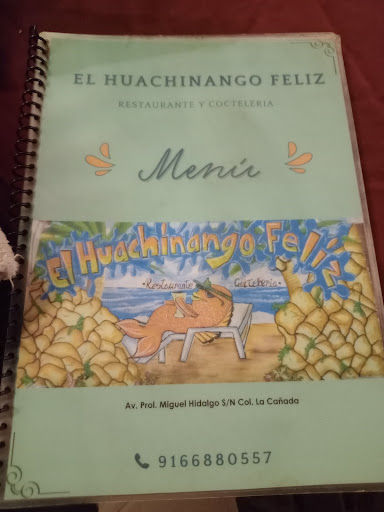 EL HUACHINANGO FELIZ
RESTAURANTE Y COCTELERIA
Menú
El Huachinango Feliz
•Restaurante Cocteleria•
Av. Prol. Miguel Hidalgo S/N Col. La Cañada
9166880557